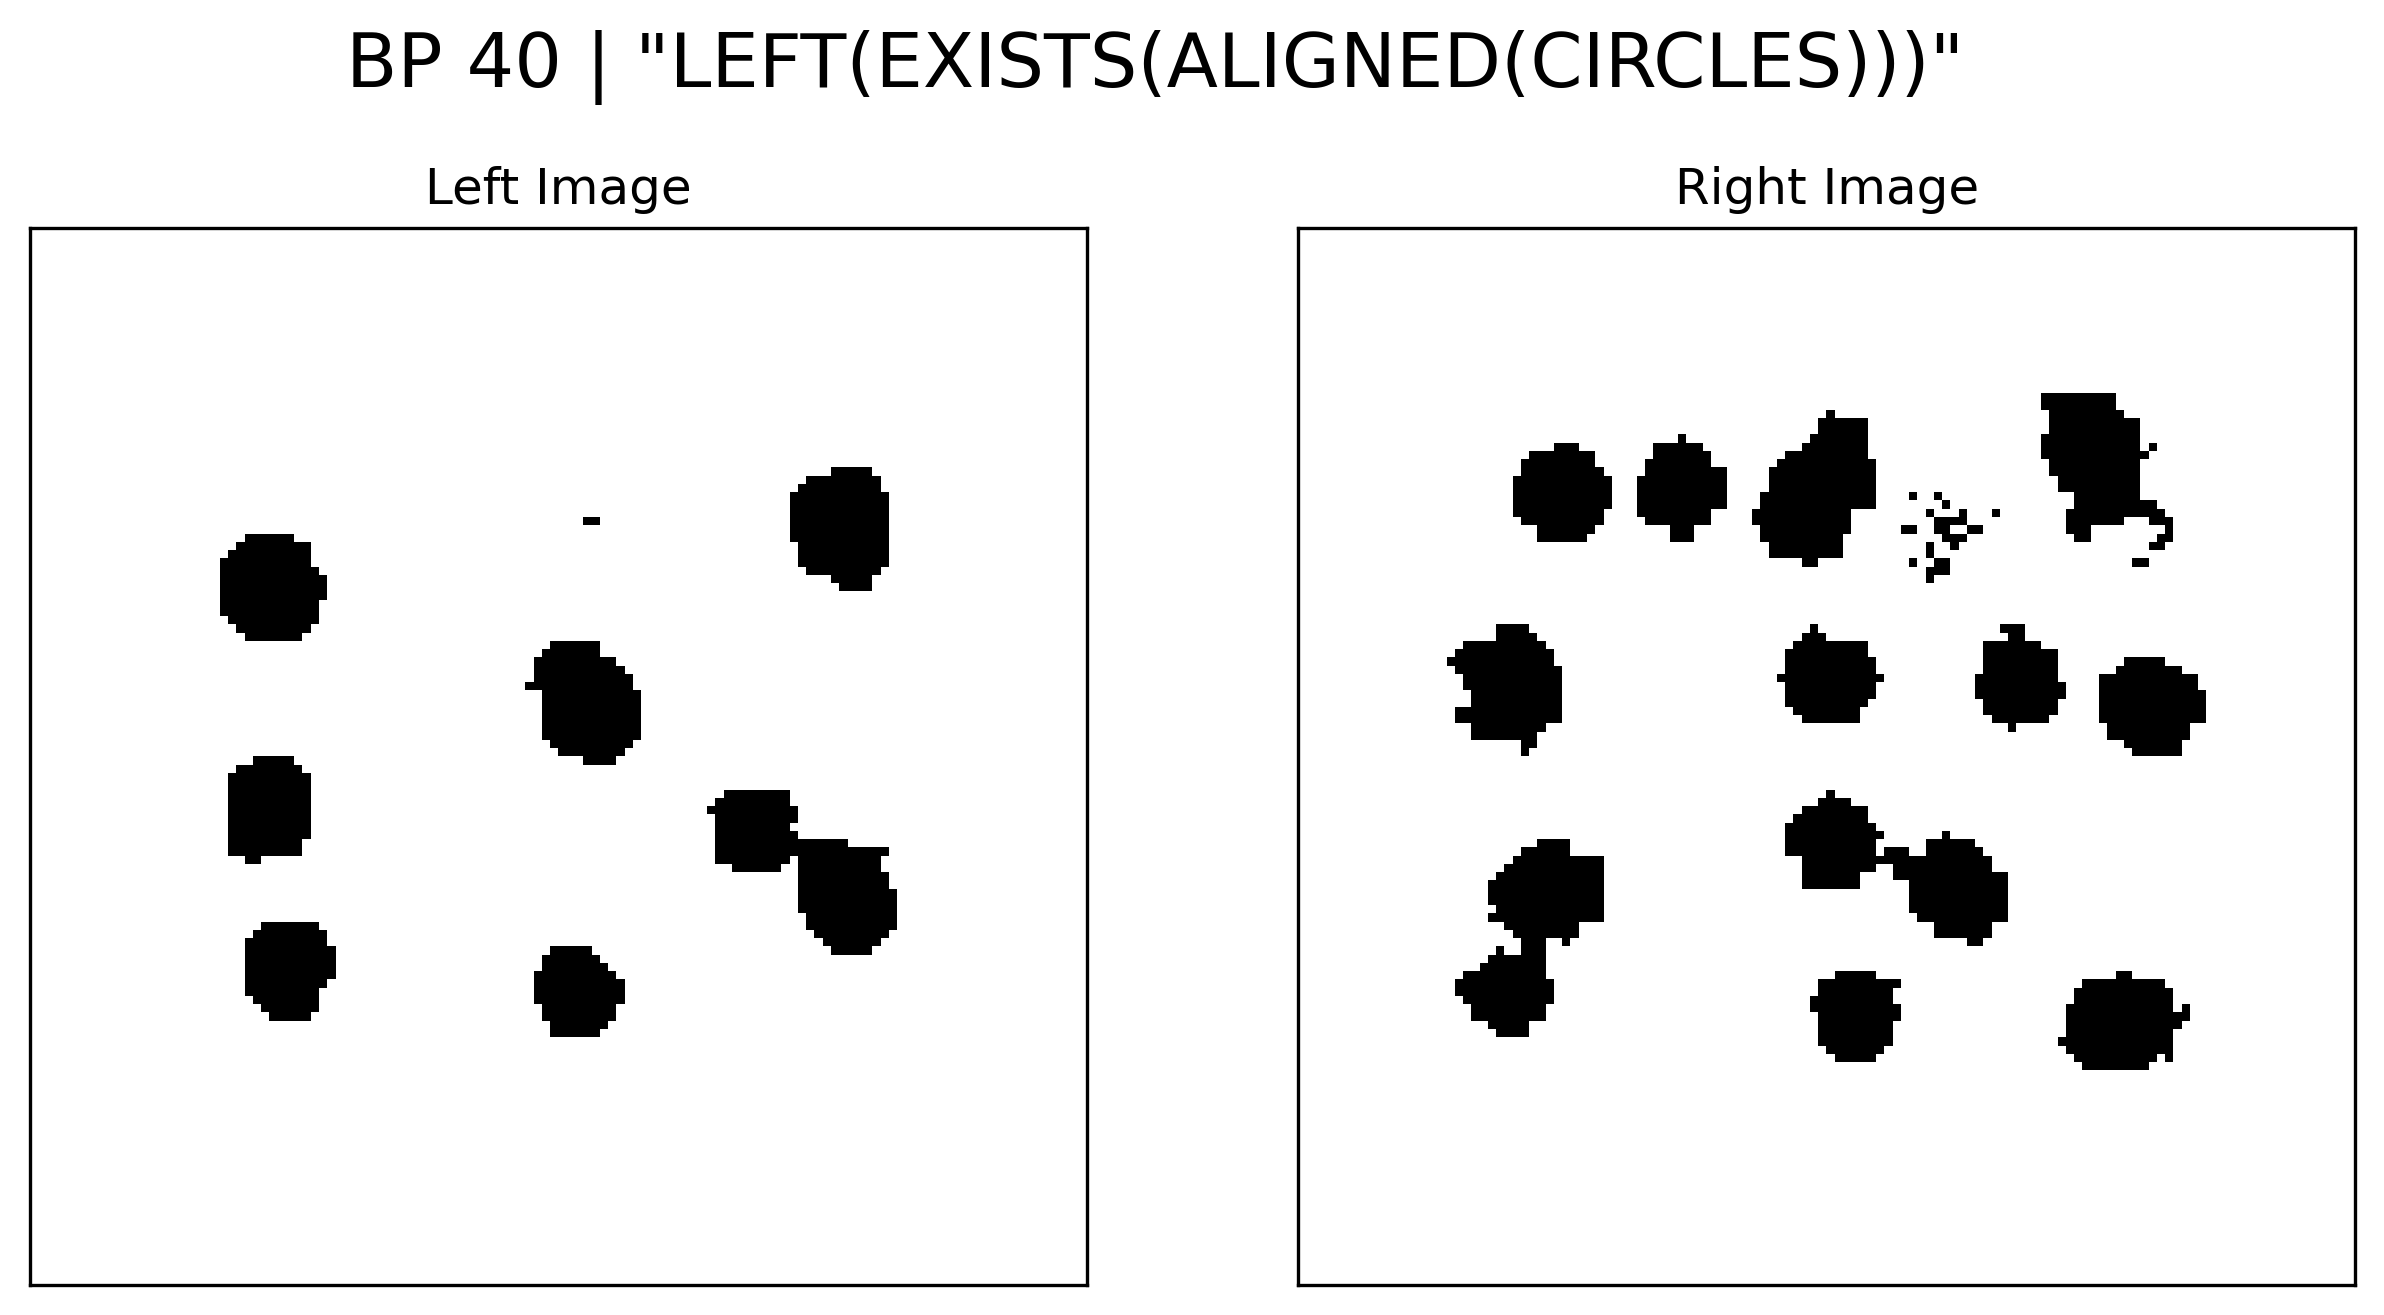 BP 40 | "LEFT(EXISTS(ALIGNED(CIRCLES)))"
Left Image
Right Image